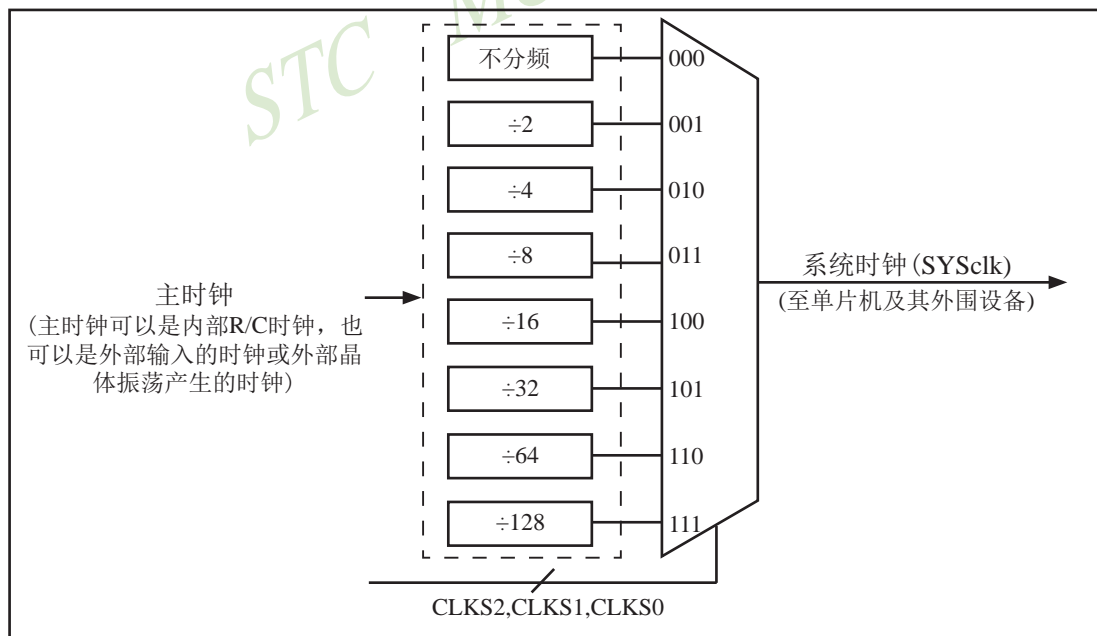 STC
不分频
000
÷2
001
÷4
010
÷8
011
÷16
100
÷32
101
÷64
110
÷128
111
主时钟
(主时钟可以是内部R/C时钟，也
可以是外部输入的时钟或外部晶
体振荡产生的时钟)
系统时钟(SYSclk)
(至单片机及其外围设备)
CLKS2,CLKS1,CLKS0